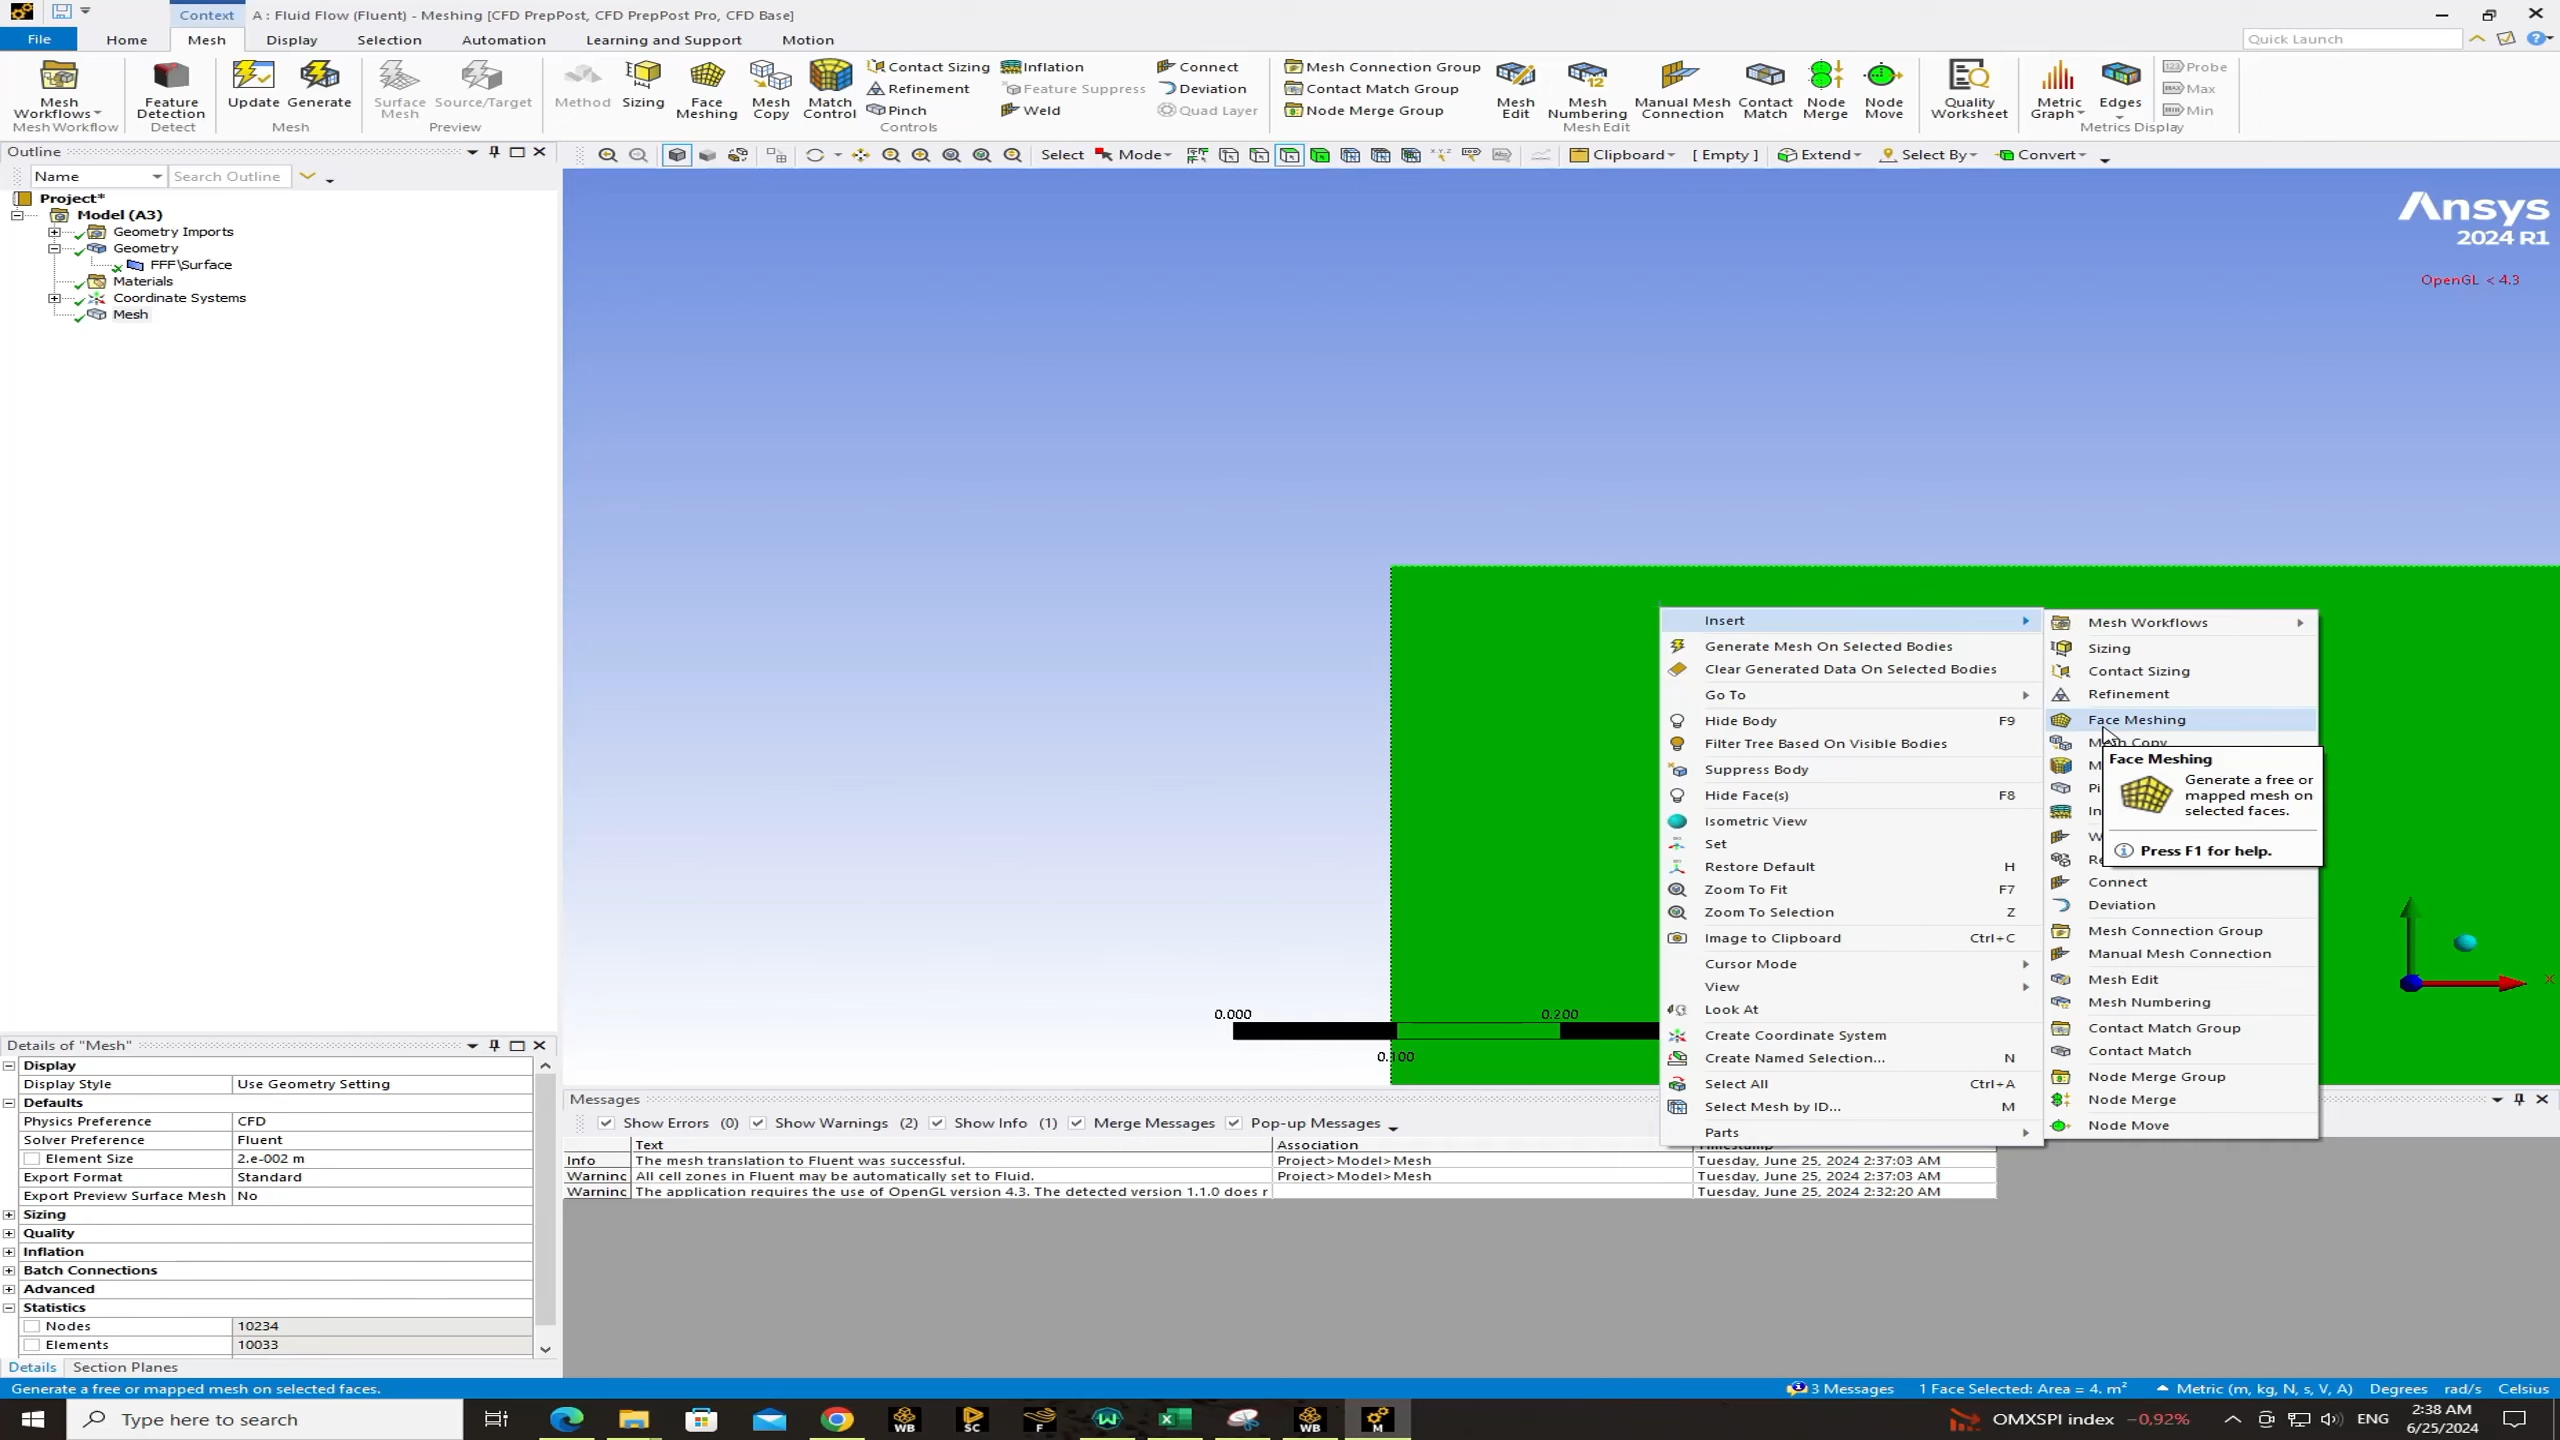 Context
A : Fluid Flow (Fluent) - Meshing [CFD PrepPost, CFD PrepPost Pro, CFD Base]
File Home Mesh Display Selection Automation Learning and Support Motion
Quick Launch
Mesh Workflows
Feature Detection
Update Generate
Surface Mesh
Source/Target
Method Sizing
Face Meshing
Mesh Copy
Match Control
Contact Sizing
Refinement
Pinch
Inflation
Feature Suppress
Weld
Connect
Deviation
Quad Layer
Mesh Connection Group
Contact Match Group
Node Merge Group
Mesh Edit
Mesh Numbering
Manual Mesh Connection
Contact Match
Node Merge
Node Move
Quality Worksheet
Metric Graph
Edges
Probe
Max
Min
Mesh Workflow Detect Mesh Preview Controls Mesh Edit Metrics Display
Outline
Name Search Outline
Select Mode Clipboard [ Empty ] Extend Select By Convert
Project*
Model (A3)
Geometry Imports
Geometry
FFF\Surface
Materials
Coordinate Systems
Mesh
Ansys
2024 R1
OpenGL < 4.3
Insert
Generate Mesh On Selected Bodies
Clear Generated Data On Selected Bodies
Go To
Hide Body F9
Filter Tree Based On Visible Bodies
Suppress Body
Hide Face(s) F8
Isometric View
Set
Restore Default H
Zoom To Fit F7
Zoom To Selection Z
Image to Clipboard Ctrl+C
Cursor Mode
View
Look At
Create Coordinate System
Create Named Selection... N
Select All Ctrl+A
Select Mesh by ID... M
Parts
Mesh Workflows
Sizing
Contact Sizing
Refinement
Face Meshing
Mesh Copy
Face Meshing
Generate a free or
mapped mesh on
selected faces.
Press F1 for help.
Connect
Deviation
Mesh Connection Group
Manual Mesh Connection
Mesh Edit
Mesh Numbering
Contact Match Group
Contact Match
Node Merge Group
Node Merge
Node Move
0.000 0.200
0.100
X
Details of "Mesh"
Display
Display Style Use Geometry Setting
Defaults
Physics Preference CFD
Solver Preference Fluent
Element Size 2.e-002 m
Export Format Standard
Export Preview Surface Mesh No
Sizing
Quality
Inflation
Batch Connections
Advanced
Statistics
Nodes 10234
Elements 10033
Details Section Planes
Messages
Show Errors (0) Show Warnings (2) Show Info (1) Merge Messages Pop-up Messages
Text Association Timestamp
Info The mesh translation to Fluent was successful. Project>Model>Mesh Tuesday, June 25, 2024 2:37:03 AM
Warning All cell zones in Fluent may be automatically set to Fluid. Project>Model>Mesh Tuesday, June 25, 2024 2:37:03 AM
Warning The application requires the use of OpenGL version 4.3. The detected version 1.1.0 does r Tuesday, June 25, 2024 2:32:20 AM
Generate a free or mapped mesh on selected faces.
3 Messages 1 Face Selected: Area = 4. m² Metric (m, kg, N, s, V, A) Degrees rad/s Celsius
Type here to search
OMXSPI index -0,92% ENG
2:38 AM
6/25/2024